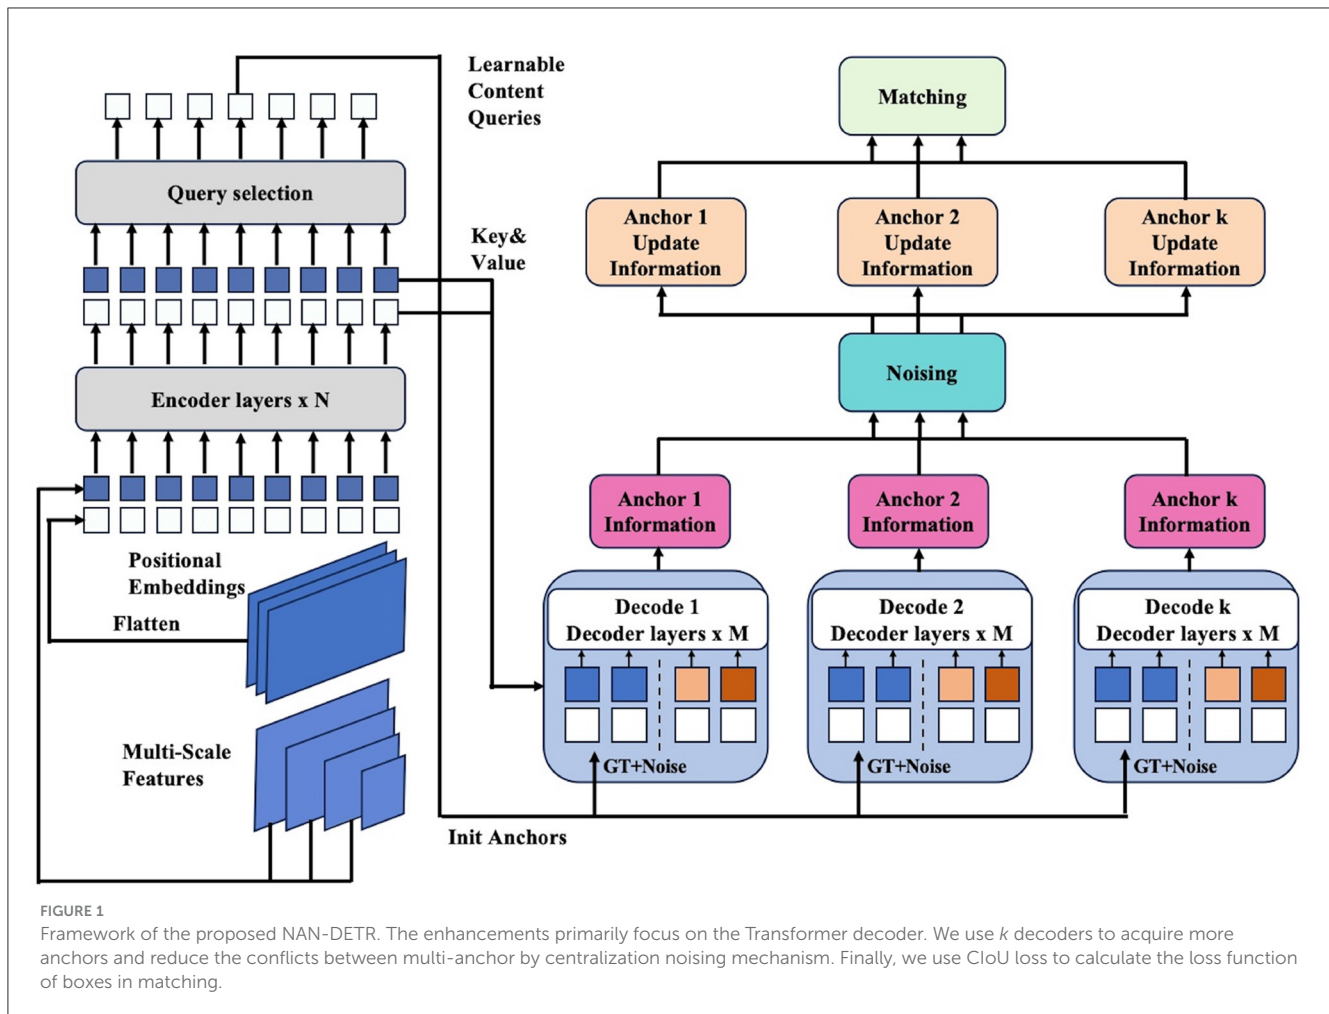 Learnable
Content
Queries
Query selection
Key&
Value
Encoder layers x N
Positional
Embeddings
Flatten
Multi-Scale
Features
Matching
Anchor 1
Update
Information
Anchor 2
Update
Information
Anchor k
Update
Information
Noising
Anchor 1
Information
Anchor 2
Information
Anchor k
Information
Decode 1
Decoder layers x M
GT+Noise
Decode 2
Decoder layers x M
GT+Noise
Decode k
Decoder layers x M
GT+Noise
Init Anchors
FIGURE 1
Framework of the proposed NAN-DETR. The enhancements primarily focus on the Transformer decoder. We use k decoders to acquire more
anchors and reduce the conflicts between multi-anchor by centralization noising mechanism. Finally, we use CIoU loss to calculate the loss function
of boxes in matching.